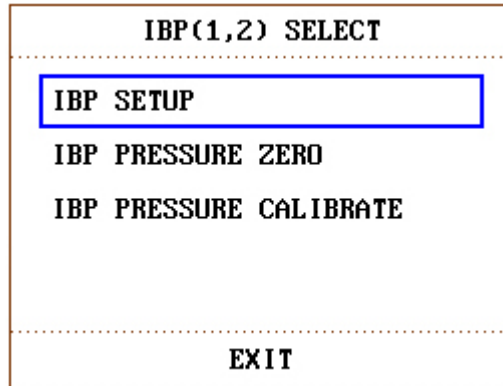 IBP(1,2) SELECT
IBP SETUP
IBP PRESSURE ZERO
IBP PRESSURE CALIBRATE
EXIT